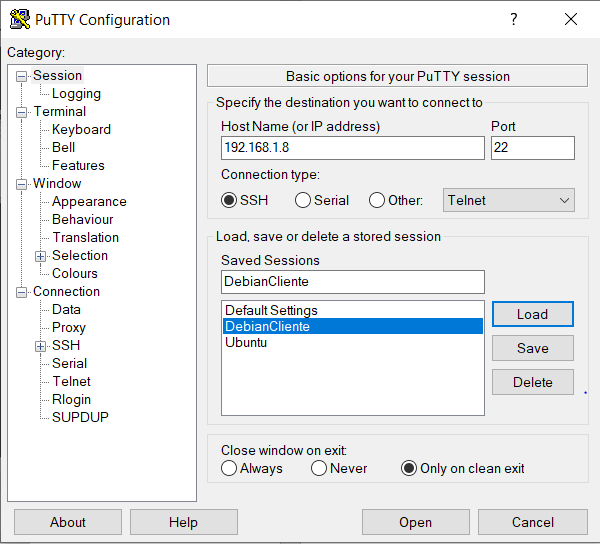 PuTTY Configuration
? ×
Category:
Session
Logging
Terminal
Keyboard
Bell
Features
Window
Appearance
Behaviour
Translation
Selection
Colours
Connection
Data
Proxy
SSH
Serial
Telnet
Rlogin
SUPDUP
Basic options for your PuTTY session
Specify the destination you want to connect to
Host Name (or IP address) Port
192.168.1.8 22
Connection type:
SSH Serial Other: Telnet
Load, save or delete a stored session
Saved Sessions
DebianCliente
Default Settings
DebianCliente
Ubuntu
Load
Save
Delete
Close window on exit:
Always Never Only on clean exit
About Help Open Cancel